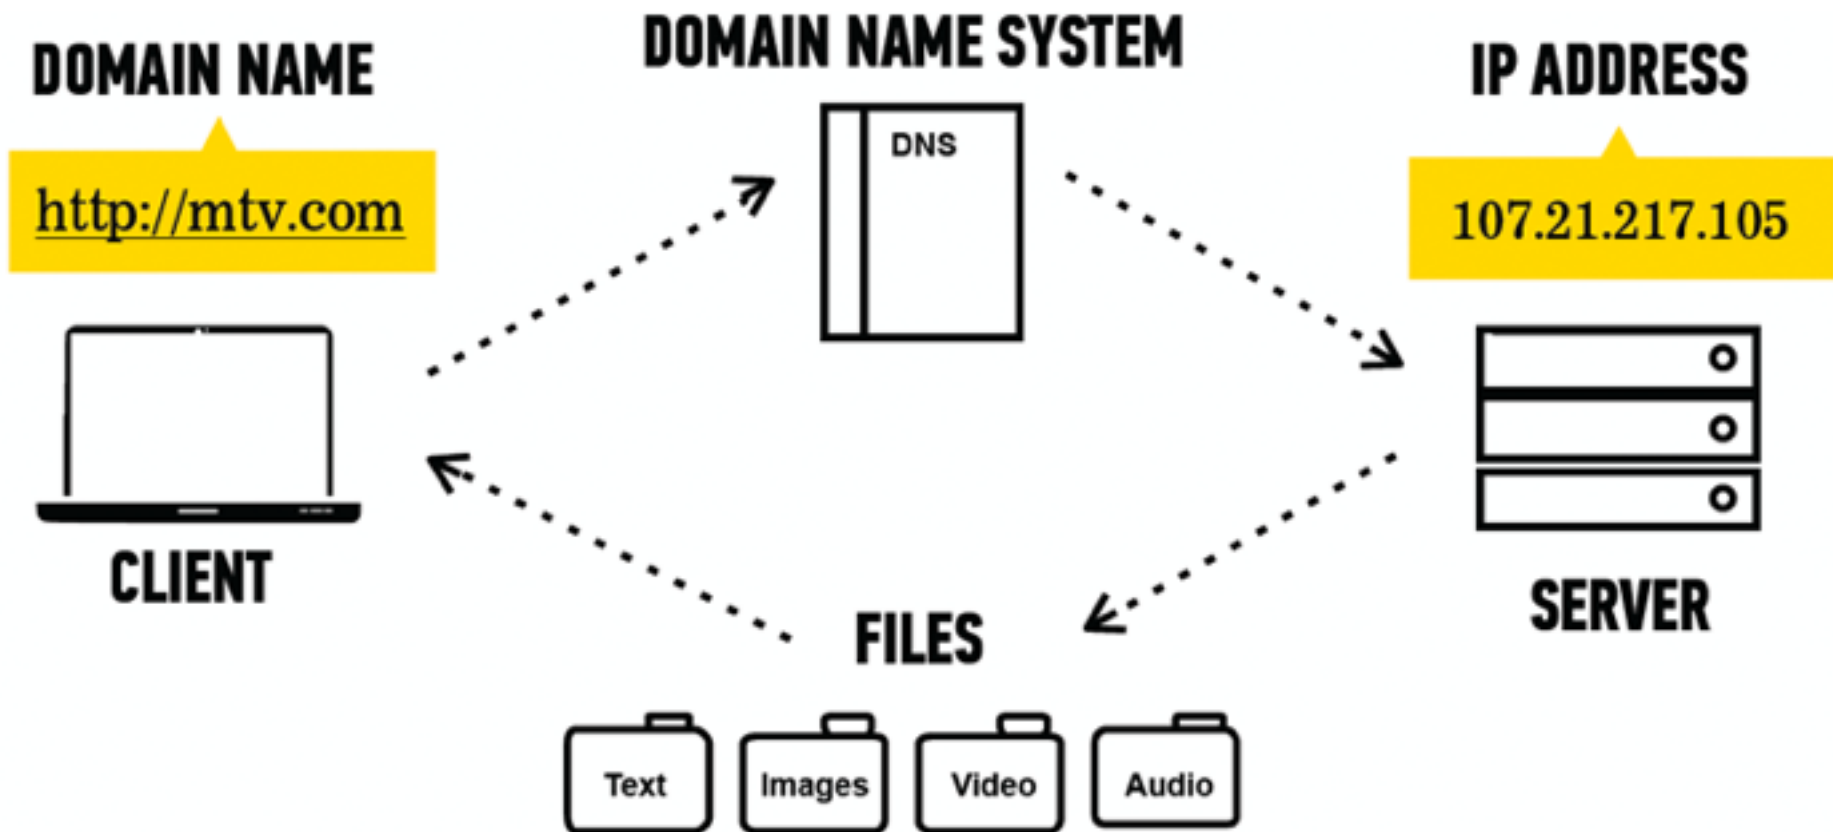 DOMAIN NAME SYSTEM
DOMAIN NAME
IP ADDRESS
DNS
http://mtv.com
107.21.217.105
CLIENT
SERVER
FILES
Text
Images
Video
Audio